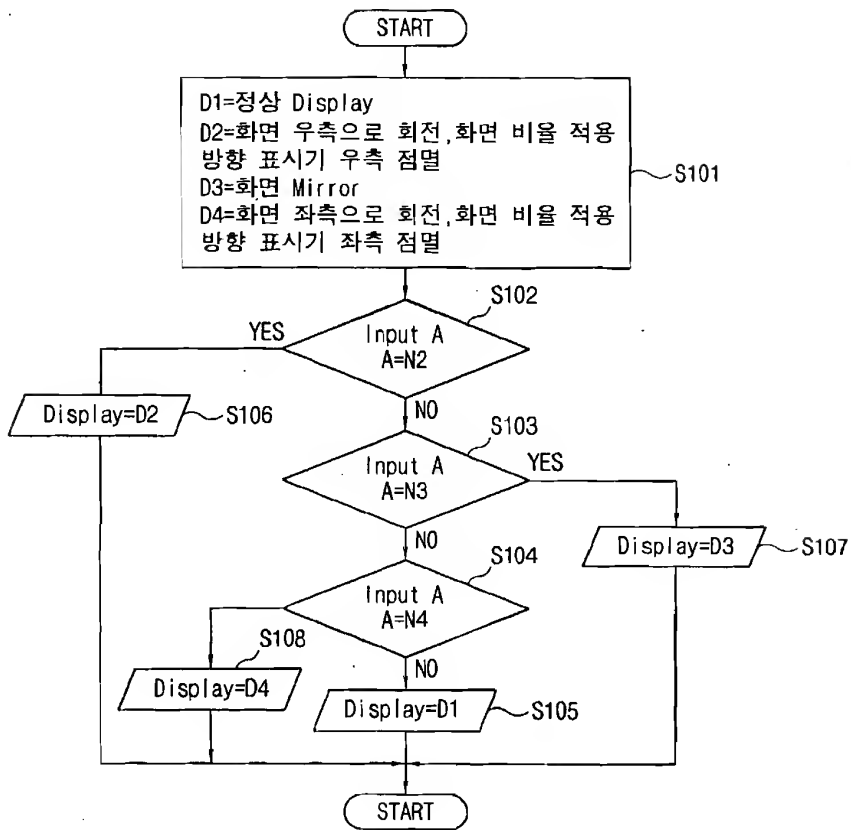 START
D1=정상 Display
D2=화면 우측으로 회전,화면 비율 적용
방향 표시기 우측 점멸
D3=화면 Mirror
D4=화면 좌측으로 회전,화면 비율 적용
방향 표시기 좌측 점멸
S101
S102
YES
Input A
A=N2
Display=D2
S106
NO
S103
Input A
A=N3
YES
Display=D3
S107
NO
S104
Input A
A=N4
S108
Display=D4
NO
Display=D1
S105
START